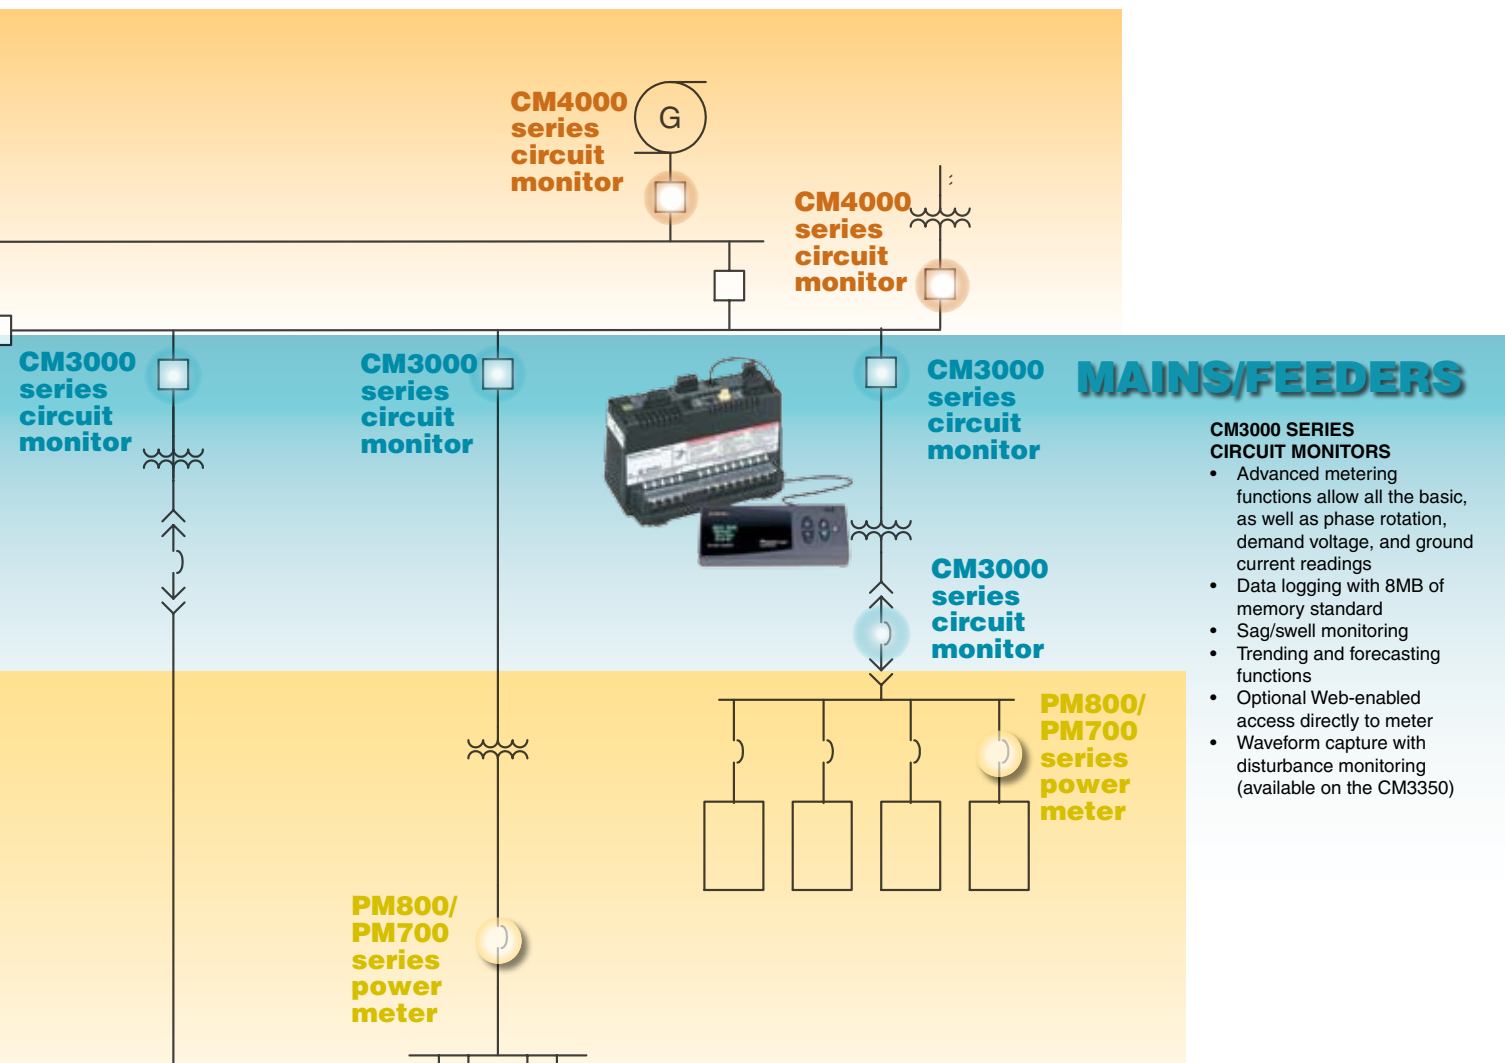 CM4000
series
circuit
monitor
G
CM4000
series
circuit
monitor
CM3000
series
circuit
monitor
CM3000
series
circuit
monitor
CM3000
series
circuit
monitor
MAINS/FEEDERS
CM3000 SERIES
CIRCUIT MONITORS
• Advanced metering
functions allow all the basic,
as well as phase rotation,
demand voltage, and ground
current readings
• Data logging with 8MB of
memory standard
• Sag/swell monitoring
• Trending and forecasting
functions
• Optional Web-enabled
access directly to meter
• Waveform capture with
disturbance monitoring
(available on the CM3350)
CM3000
series
circuit
monitor
PM800/
PM700
series
power
meter
PM800/
PM700
series
power
meter